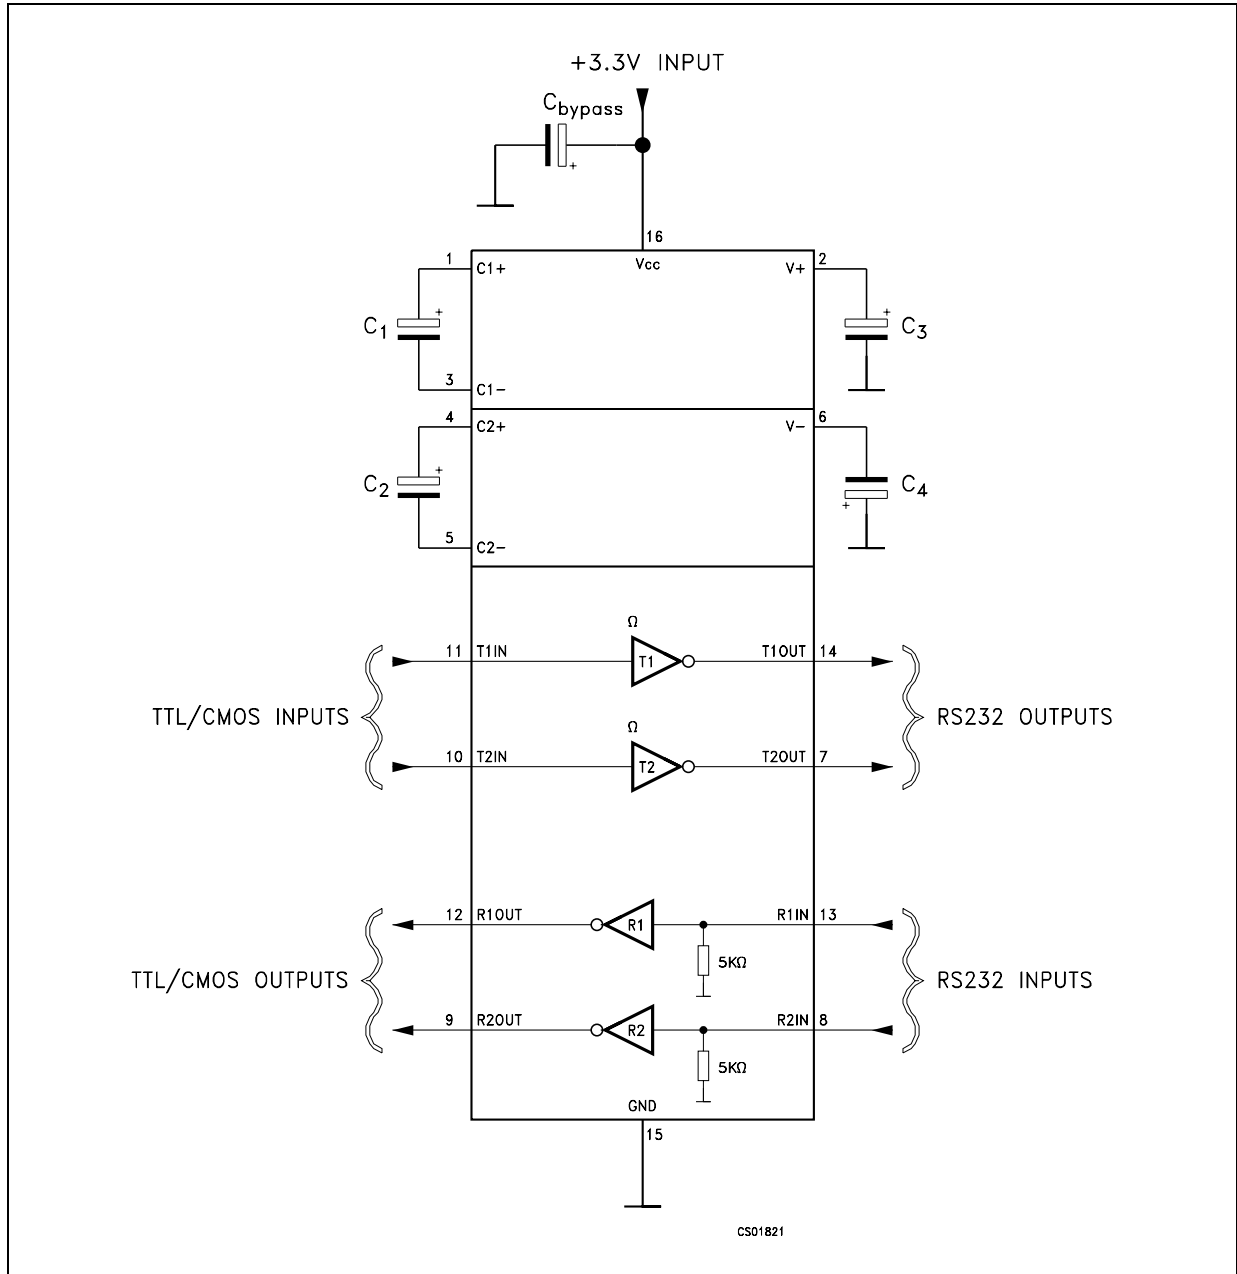 +3.3V INPUT
Cbypass
+
16
1 C1+ Vcc V+ 2
+ +
C1 C3
3 C1-
4 C2+ V- 6
+
C2 C4
+
5 C2-
Ω
11 T1IN T1 T1OUT 14
TTL/CMOS INPUTS RS232 OUTPUTS
Ω
10 T2IN T2 T2OUT 7
12 R1OUT R1 R1IN 13
5KΩ
TTL/CMOS OUTPUTS RS232 INPUTS
9 R2OUT R2 R2IN 8
5KΩ
GND
15
CS01821